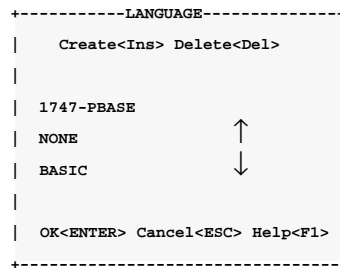 +-----------LANGUAGE--------------
| Create<Ins> Delete<Del>
|
| 1747-PBASE
| NONE ↑
| BASIC ↓
|
| OK<ENTER> Cancel<ESC> Help<F1>
+---------------------------------